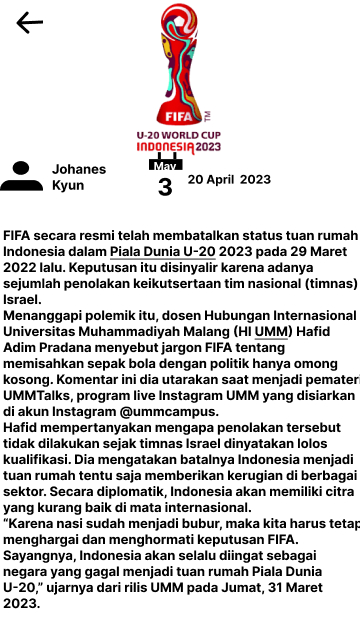 FIFA
TM
U-20 WORLD CUP
INDONESIA2023
Johanes
Kyun
May
3
20 April 2023
FIFA secara resmi telah membatalkan status tuan rumah
Indonesia dalam Piala Dunia U-20 2023 pada 29 Maret
2022 lalu. Keputusan itu disinyalir karena adanya
sejumlah penolakan keikutsertaan tim nasional (timnas)
Israel.
Menanggapi polemik itu, dosen Hubungan Internasional
Universitas Muhammadiyah Malang (HI UMM) Hafid
Adim Pradana menyebut jargon FIFA tentang
memisahkan sepak bola dengan politik hanya omong
kosong. Komentar ini dia utarakan saat menjadi pemateri
UMMTalks, program live Instagram UMM yang disiarkan
di akun Instagram @ummcampus.
Hafid mempertanyakan mengapa penolakan tersebut
tidak dilakukan sejak timnas Israel dinyatakan lolos
kualifikasi. Dia mengatakan batalnya Indonesia menjadi
tuan rumah tentu saja memberikan kerugian di berbagai
sektor. Secara diplomatik, Indonesia akan memiliki citra
yang kurang baik di mata internasional.
“Karena nasi sudah menjadi bubur, maka kita harus tetap
menghargai dan menghormati keputusan FIFA.
Sayangnya, Indonesia akan selalu diingat sebagai
negara yang gagal menjadi tuan rumah Piala Dunia
U-20,” ujarnya dari rilis UMM pada Jumat, 31 Maret
2023.